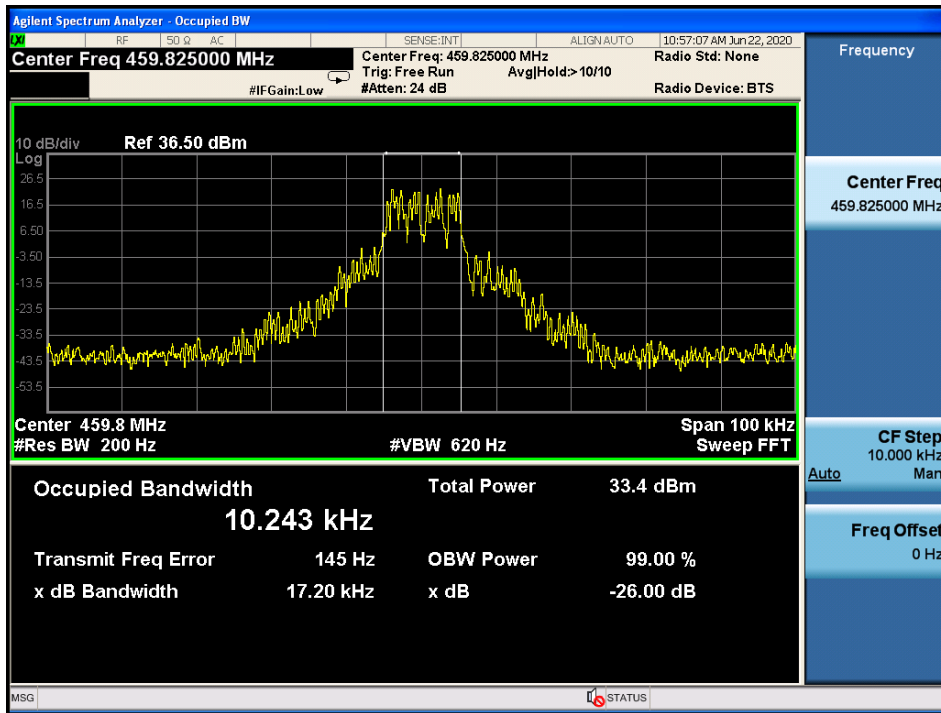 Agilent Spectrum Analyzer - Occupied BW
LXI RF 50 Ω AC SENSE:INT ALIGN AUTO 10:57:07 AM Jun 22, 2020
Center Freq 459.825000 MHz
Center Freq: 459.825000 MHz
Radio Std: None
Trig: Free Run Avg|Hold:>10/10
#IFGain:Low
#Atten: 24 dB
Radio Device: BTS
10 dB/div Ref 36.50 dBm
Log
26.5
16.5
6.50
-3.50
-13.5
-23.5
-33.5
-43.5
-53.5
Center 459.8 MHz Span 100 kHz
#Res BW 200 Hz #VBW 620 Hz Sweep FFT
Occupied Bandwidth Total Power 33.4 dBm
10.243 kHz
Transmit Freq Error 145 Hz OBW Power 99.00 %
x dB Bandwidth 17.20 kHz x dB -26.00 dB
MSG STATUS
Frequency
Center Freq
459.825000 MHz
CF Step
10.000 kHz
Auto Man
Freq Offset
0 Hz